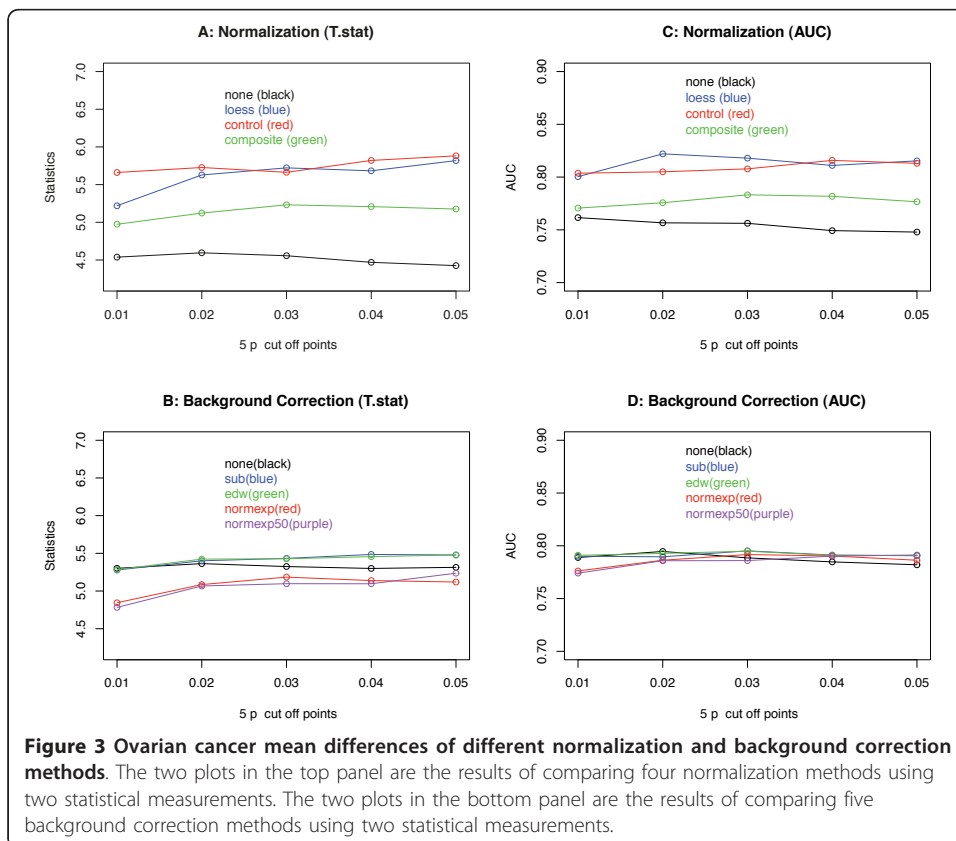 A: Normalization (T.stat)
Statistics
7.0
6.5
6.0
5.5
5.0
4.5
none (black)
loess (blue)
control (red)
composite (green)
0.01 0.02 0.03 0.04 0.05
5 p cut off points
C: Normalization (AUC)
AUC
0.90
0.85
0.80
0.75
0.70
none (black)
loess (blue)
control (red)
composite (green)
0.01 0.02 0.03 0.04 0.05
5 p cut off points
B: Background Correction (T.stat)
Statistics
7.0
6.5
6.0
5.5
5.0
4.5
none(black)
sub(blue)
edw(green)
normexp(red)
normexp50(purple)
0.01 0.02 0.03 0.04 0.05
5 p cut off points
D: Background Correction (AUC)
AUC
0.90
0.85
0.80
0.75
0.70
none(black)
sub(blue)
edw(green)
normexp(red)
normexp50(purple)
0.01 0.02 0.03 0.04 0.05
5 p cut off points
Figure 3 Ovarian cancer mean differences of different normalization and background correction
methods. The two plots in the top panel are the results of comparing four normalization methods using
two statistical measurements. The two plots in the bottom panel are the results of comparing five
background correction methods using two statistical measurements.